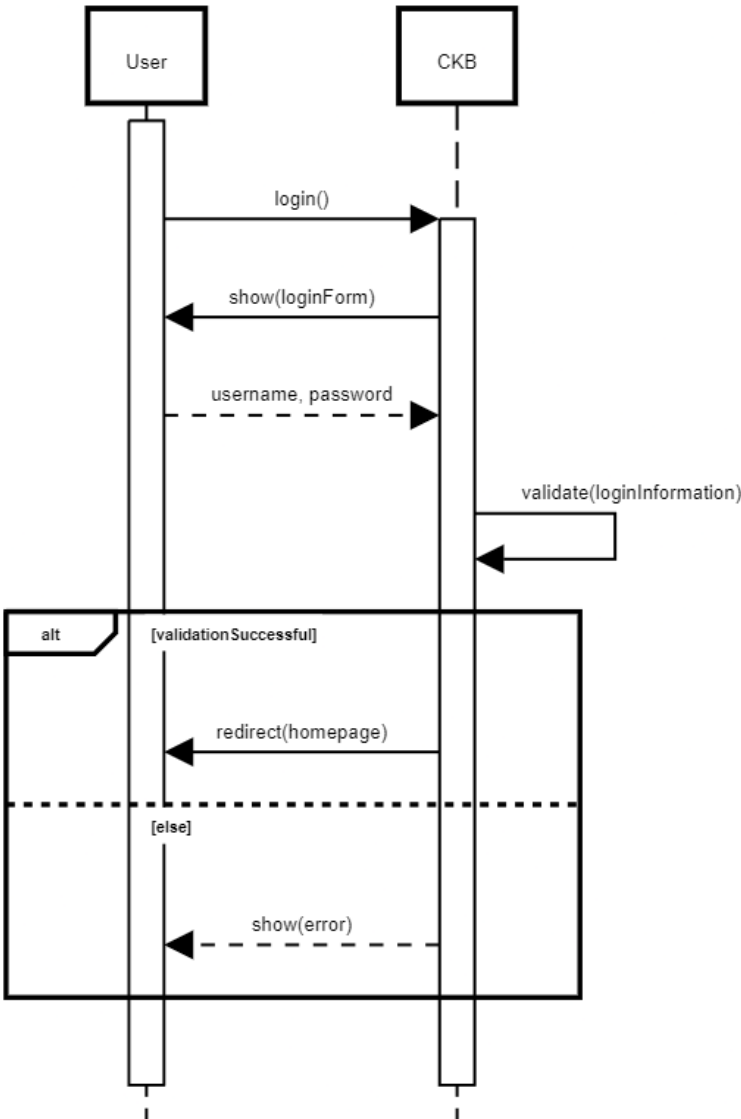 User
CKB
login()
show(loginForm)
username, password
validate(loginInformation)
alt
[validationSuccessful]
redirect(homepage)
[else]
show(error)